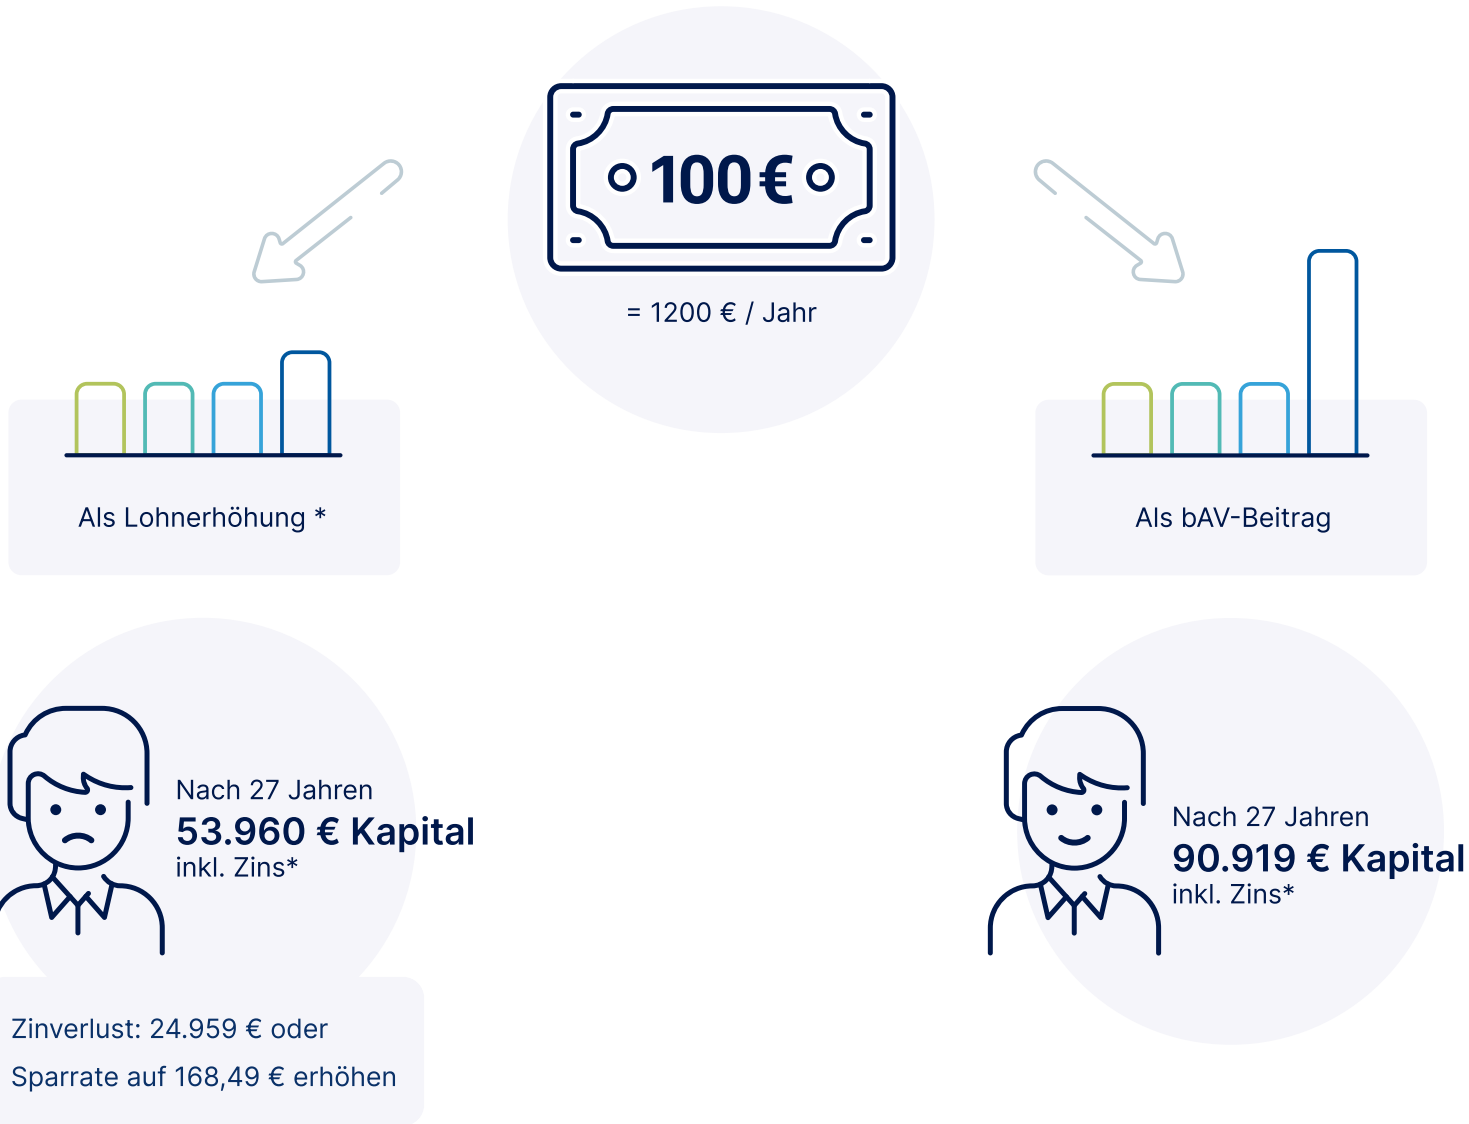 100 €
= 1200 € / Jahr
Als Lohnerhöhung *
Als bAV-Beitrag
Nach 27 Jahren
53.960 € Kapital
inkl. Zins*
Nach 27 Jahren
90.919 € Kapital
inkl. Zins*
Zinverlust: 24.959 € oder
Sparrate auf 168,49 € erhöhen